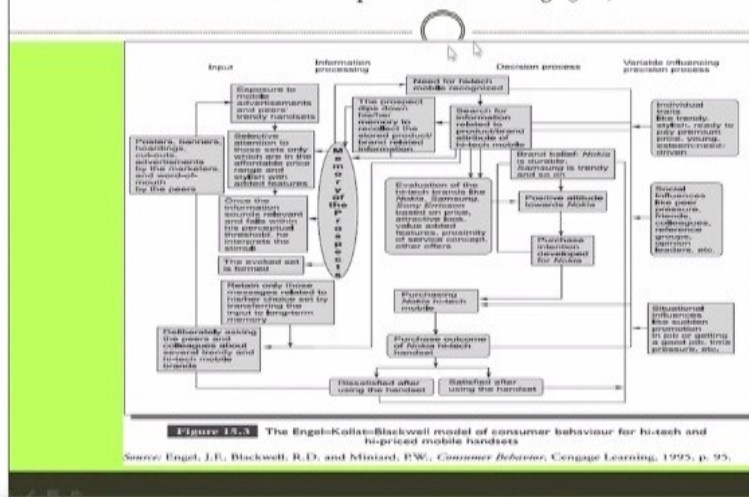 Input
Information
processing
Decision process
Variable influencing
precision process
Exposure to
mobile
advertisements
and peers'
trendy handsets
Posters, banners,
hoardings,
cutouts,
advertisements
by the marketers,
and word-of-
mouth
by the peers
Selective
attention to
those sets only
which are in the
affordable price
range and
stylish with
added features
Once the
information
sounds relevant
and falls within
his perceptual
threshold, he
interprets the
stimuli
The evoked set
is formed
Retain only those
messages related to
his/her choice set by
transferring the
input to long-term
memory
Deliberately asking
the peers and
colleagues about
several trendy and
hi-tech mobile
brands
Memory of the Prospects
Need for hi-tech
mobile recognized
The prospect
dips down
his/her
memory to
recollect the
stored product/
brand related
information
Search for
information
related to
product/brand
attribute of
hi-tech mobile
Brand belief: Nokia
is durable,
Samsung is trendy
and so on
Evaluation of the
hi-tech brands like
Nokia, Samsung,
Sony Ericsson
based on price,
attractive look,
value added
features, proximity
of service concept,
other offers
Positive attitude
towards Nokia
Purchase
intention
developed
for Nokia
Purchasing
Nokia hi-tech
mobile
Purchase outcome
of Nokia hi-tech
handset
Dissatisfied after
using the handset
Satisfied after
using the handset
Individual
traits
like trendy,
stylish, ready to
pay premium
price, young,
esteem-need-
driven
Social
influences
like peer
pressure,
friends,
colleagues,
reference
groups,
opinion
leaders, etc.
Situational
influences
like sudden
promotion
in job or getting
a good job, time
pressure, etc.
Figure 15.3 The Engel-Kollat-Blackwell model of consumer behaviour for hi-tech and
hi-priced mobile handsets
Source: Engel, J.F., Blackwell, R.D. and Miniard, P.W., Consumer Behavior, Cengage Learning, 1995, p. 95.